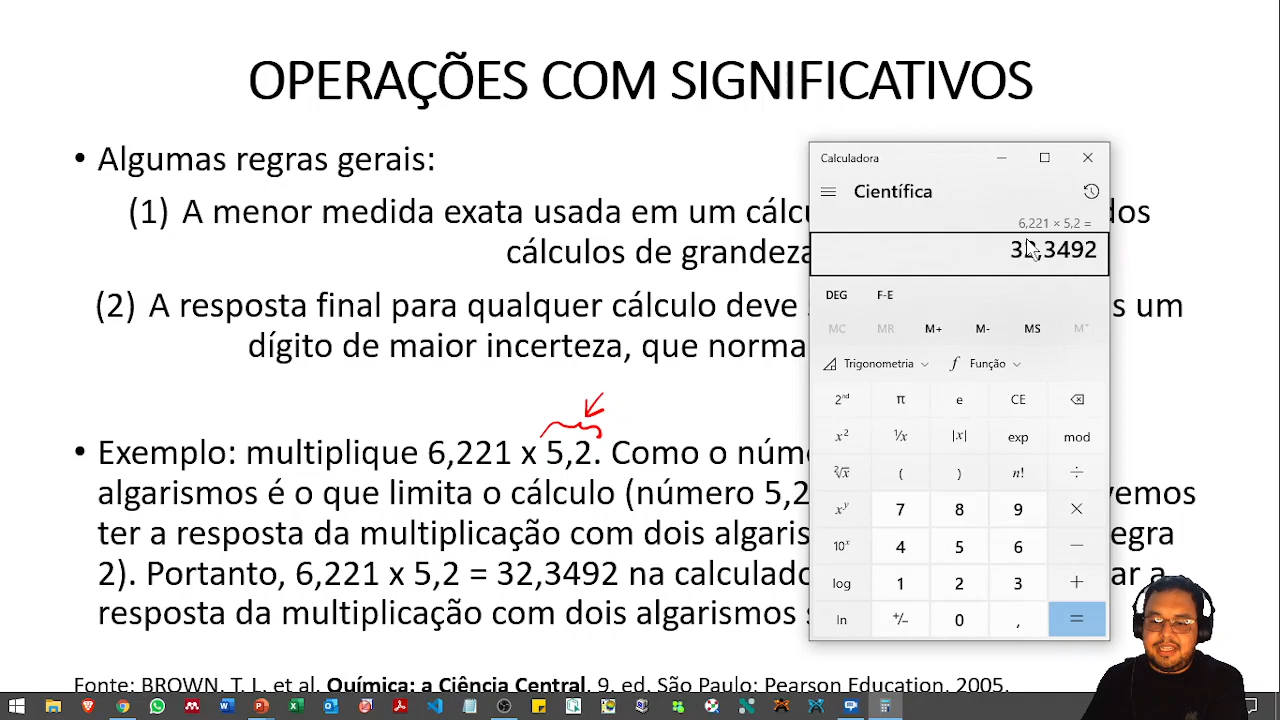 OPERAÇÕES COM SIGNIFICATIVOS
• Algumas regras gerais:
(1) A menor medida exata usada em um dos
cálculos de grandeza
(2) A resposta final para qualquer cálculo deve s um
dígito de maior incerteza, que norma
• Exemplo: multiplique 6,221 x 5,2. Como o núme
algarismos é o que limita o cálculo (número 5,2 vemos
ter a resposta da multiplicação com dois algaris egra
2). Portanto, 6,221 x 5,2 = 32,3492 na calculado ar a
resposta da multiplicação com dois algarismos s
Fonte: BROWN, T. L. et al. Química: a Ciência Central. 9. ed. São Paulo: Pearson Education, 2005.
Calculadora
Científica
6,221 × 5,2 =
32,3492
DEG F-E
MC MR M+ M- MS M˅
Trigonometria f Função
2nd π e CE
x² ¹/x |x| exp mod
²√x ( ) n! ÷
xʸ 7 8 9 ×
10ˣ 4 5 6 −
log 1 2 3 +
ln +/− 0 , =